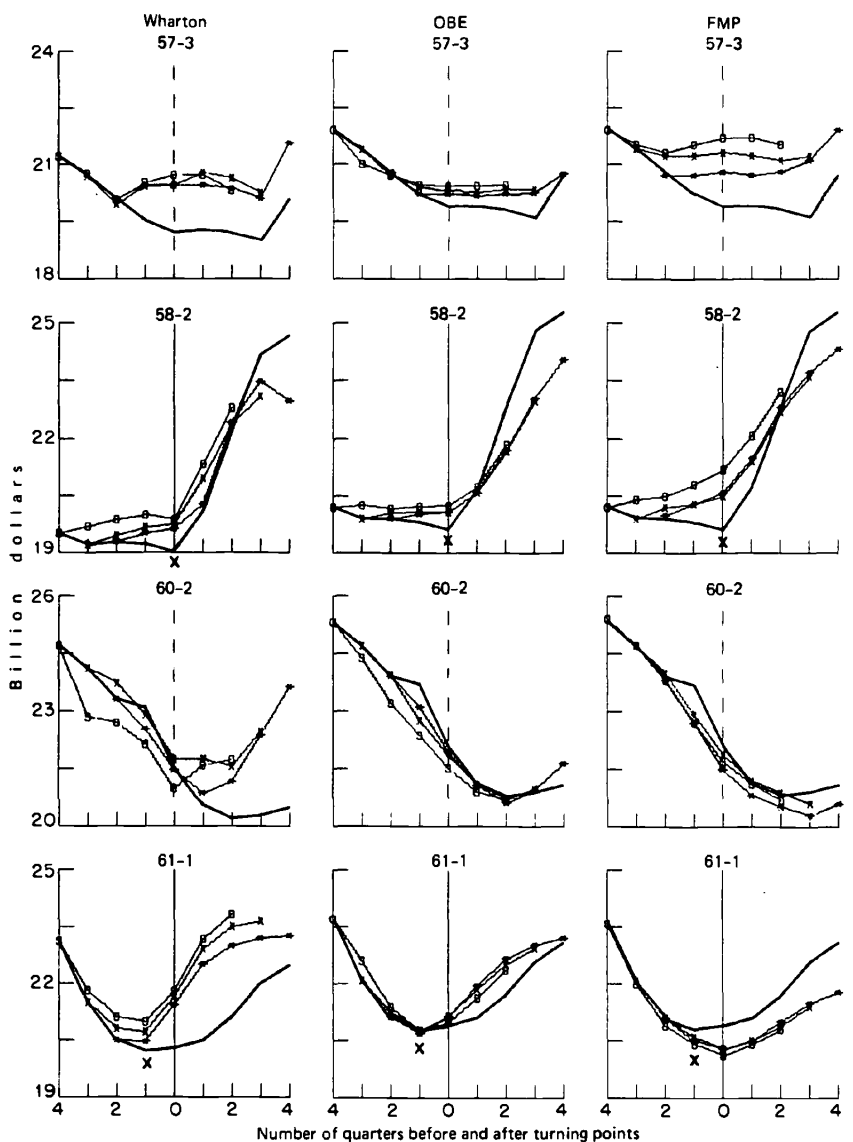 Wharton OBE FMP
57-3 57-3 57-3
24
21
18
58-2 58-2 58-2
25
22
19
X X X
60-2 60-2 60-2
26
23
20
61-1 61-1 61-1
25
22
19
X X X
4 2 0 2 4 4 2 0 2 4 4 2 0 2 4
Number of quarters before and after turning points
Billion dollars